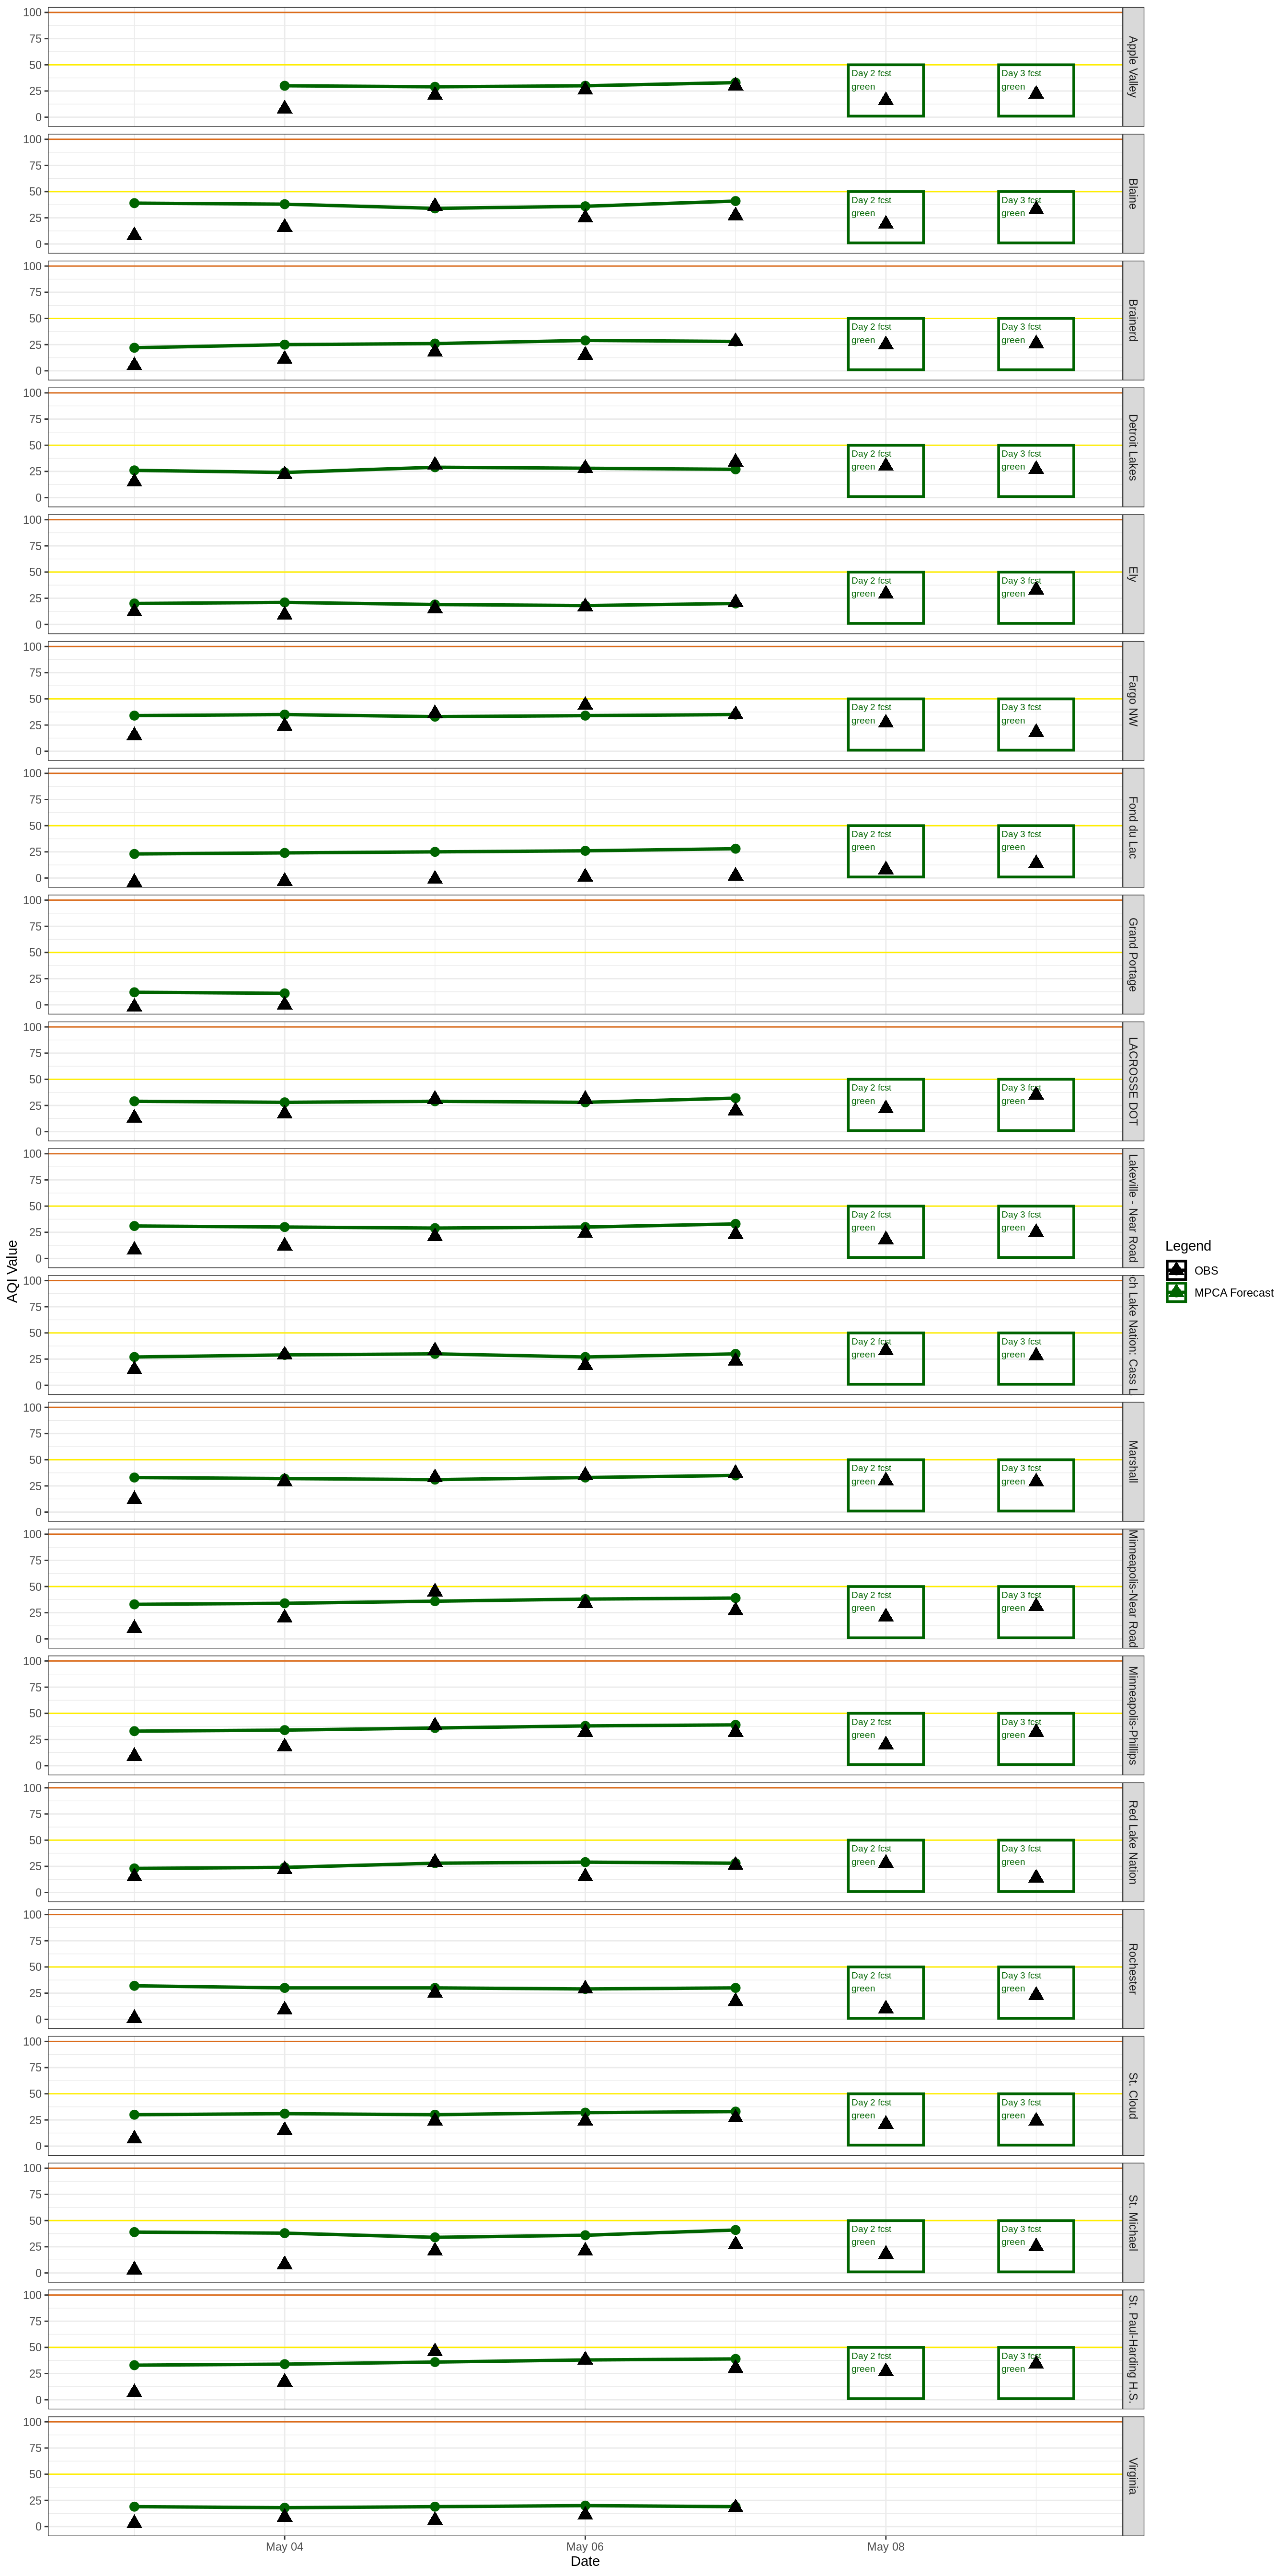 100
75
50
25
0
Day 2 fcst
green
Day 3 fcst
green
Apple Valley
100
75
50
25
0
Day 2 fcst
green
Day 3 fcst
green
Blaine
100
75
50
25
0
Day 2 fcst
green
Day 3 fcst
green
Brainerd
100
75
50
25
0
Day 2 fcst
green
Day 3 fcst
green
Detroit Lakes
100
75
50
25
0
Day 2 fcst
green
Day 3 fcst
green
Ely
100
75
50
25
0
Day 2 fcst
green
Day 3 fcst
green
Fargo NW
100
75
50
25
0
Day 2 fcst
green
Day 3 fcst
green
Fond du Lac
100
75
50
25
0
Grand Portage
100
75
50
25
0
Day 2 fcst
green
Day 3 fcst
green
LACROSSE DOT
100
75
50
25
0
Day 2 fcst
green
Day 3 fcst
green
Lakeville - Near Road
100
75
50
25
0
Day 2 fcst
green
Day 3 fcst
green
ch Lake Nation: Cass L
100
75
50
25
0
Day 2 fcst
green
Day 3 fcst
green
Marshall
100
75
50
25
0
Day 2 fcst
green
Day 3 fcst
green
Minneapolis-Near Road
100
75
50
25
0
Day 2 fcst
green
Day 3 fcst
green
Minneapolis-Phillips
100
75
50
25
0
Day 2 fcst
green
Day 3 fcst
green
Red Lake Nation
100
75
50
25
0
Day 2 fcst
green
Day 3 fcst
green
Rochester
100
75
50
25
0
Day 2 fcst
green
Day 3 fcst
green
St. Cloud
100
75
50
25
0
Day 2 fcst
green
Day 3 fcst
green
St. Michael
100
75
50
25
0
Day 2 fcst
green
Day 3 fcst
green
St. Paul-Harding H.S.
100
75
50
25
0
Virginia
May 04
May 06
May 08
Date
AQI Value
Legend
OBS
MPCA Forecast